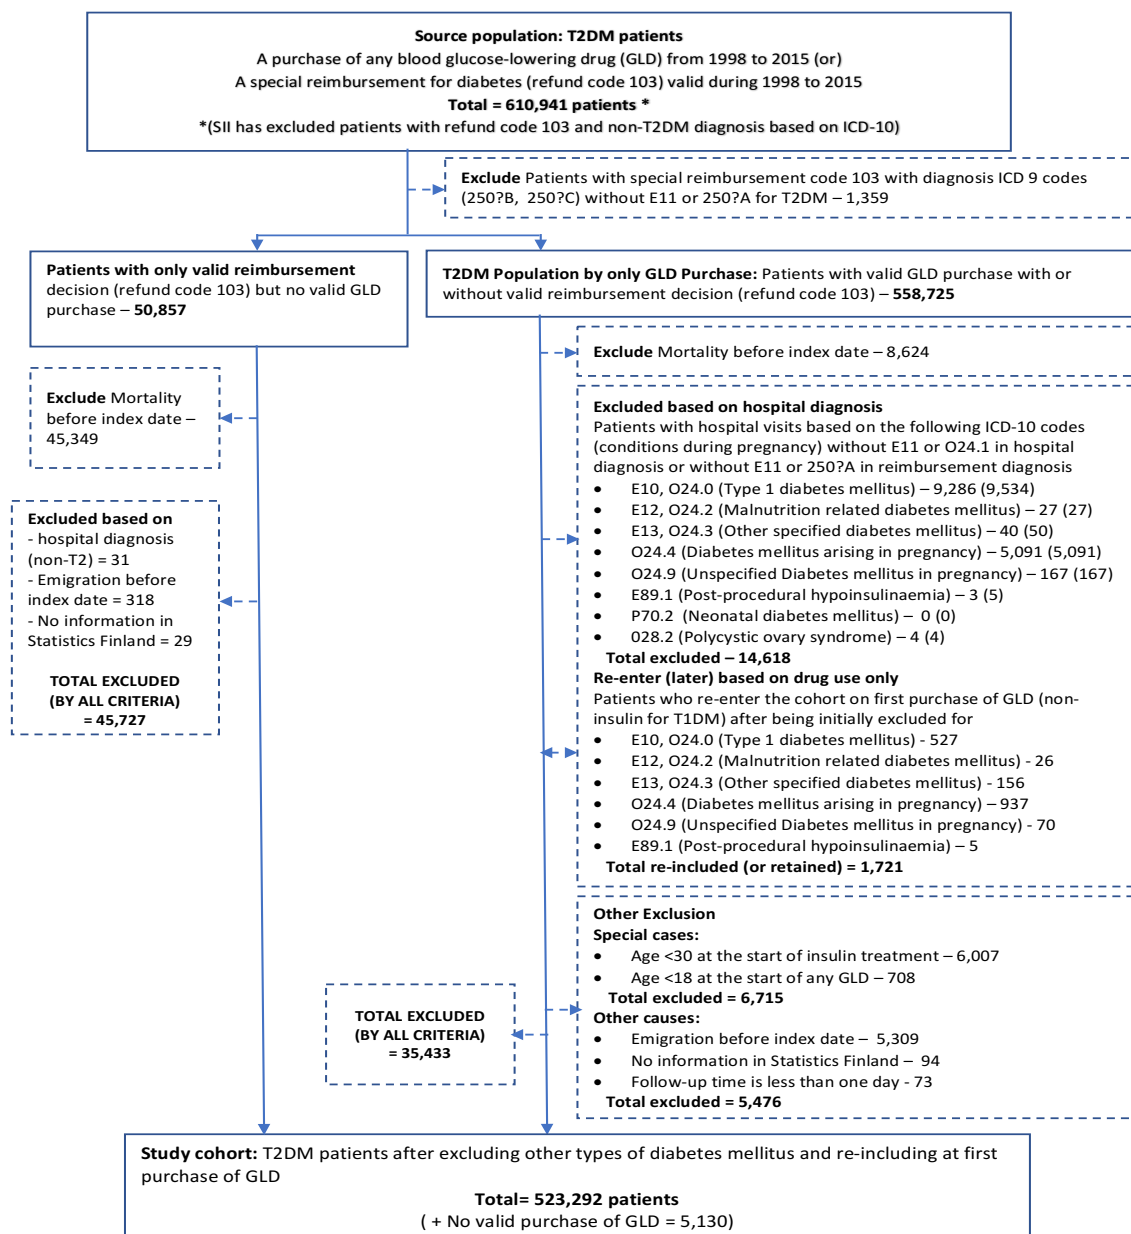 Source population: T2DM patients
A purchase of any blood glucose-lowering drug (GLD) from 1998 to 2015 (or)
A special reimbursement for diabetes (refund code 103) valid during 1998 to 2015
Total = 610,941 patients *
*(SII has excluded patients with refund code 103 and non-T2DM diagnosis based on ICD-10)
Exclude Patients with special reimbursement code 103 with diagnosis ICD 9 codes
(250?B, 250?C) without E11 or 250?A for T2DM – 1,359
Patients with only valid reimbursement
decision (refund code 103) but no valid GLD
purchase – 50,857
T2DM Population by only GLD Purchase: Patients with valid GLD purchase with or
without valid reimbursement decision (refund code 103) – 558,725
Exclude Mortality before index date – 8,624
Exclude Mortality
before index date –
45,349
Excluded based on
- hospital diagnosis
(non-T2) = 31
- Emigration before
index date = 318
- No information in
Statistics Finland = 29
TOTAL EXCLUDED
(BY ALL CRITERIA)
= 45,727
Excluded based on hospital diagnosis
Patients with hospital visits based on the following ICD-10 codes
(conditions during pregnancy) without E11 or O24.1 in hospital
diagnosis or without E11 or 250?A in reimbursement diagnosis
• E10, O24.0 (Type 1 diabetes mellitus) – 9,286 (9,534)
• E12, O24.2 (Malnutrition related diabetes mellitus) – 27 (27)
• E13, O24.3 (Other specified diabetes mellitus) – 40 (50)
• O24.4 (Diabetes mellitus arising in pregnancy) – 5,091 (5,091)
• O24.9 (Unspecified Diabetes mellitus in pregnancy) – 167 (167)
• E89.1 (Post-procedural hypoinsulinaemia) – 3 (5)
• P70.2 (Neonatal diabetes mellitus) – 0 (0)
• 028.2 (Polycystic ovary syndrome) – 4 (4)
Total excluded – 14,618
Re-enter (later) based on drug use only
Patients who re-enter the cohort on first purchase of GLD (non-
insulin for T1DM) after being initially excluded for
• E10, O24.0 (Type 1 diabetes mellitus) - 527
• E12, O24.2 (Malnutrition related diabetes mellitus) - 26
• E13, O24.3 (Other specified diabetes mellitus) - 156
• O24.4 (Diabetes mellitus arising in pregnancy) – 937
• O24.9 (Unspecified Diabetes mellitus in pregnancy) - 70
• E89.1 (Post-procedural hypoinsulinaemia) – 5
Total re-included (or retained) = 1,721
Other Exclusion
Special cases:
• Age <30 at the start of insulin treatment – 6,007
• Age <18 at the start of any GLD – 708
Total excluded = 6,715
Other causes:
• Emigration before index date – 5,309
• No information in Statistics Finland – 94
• Follow-up time is less than one day - 73
Total excluded = 5,476
TOTAL EXCLUDED
(BY ALL CRITERIA)
= 35,433
Study cohort: T2DM patients after excluding other types of diabetes mellitus and re-including at first
purchase of GLD
Total= 523,292 patients
( + No valid purchase of GLD = 5,130)